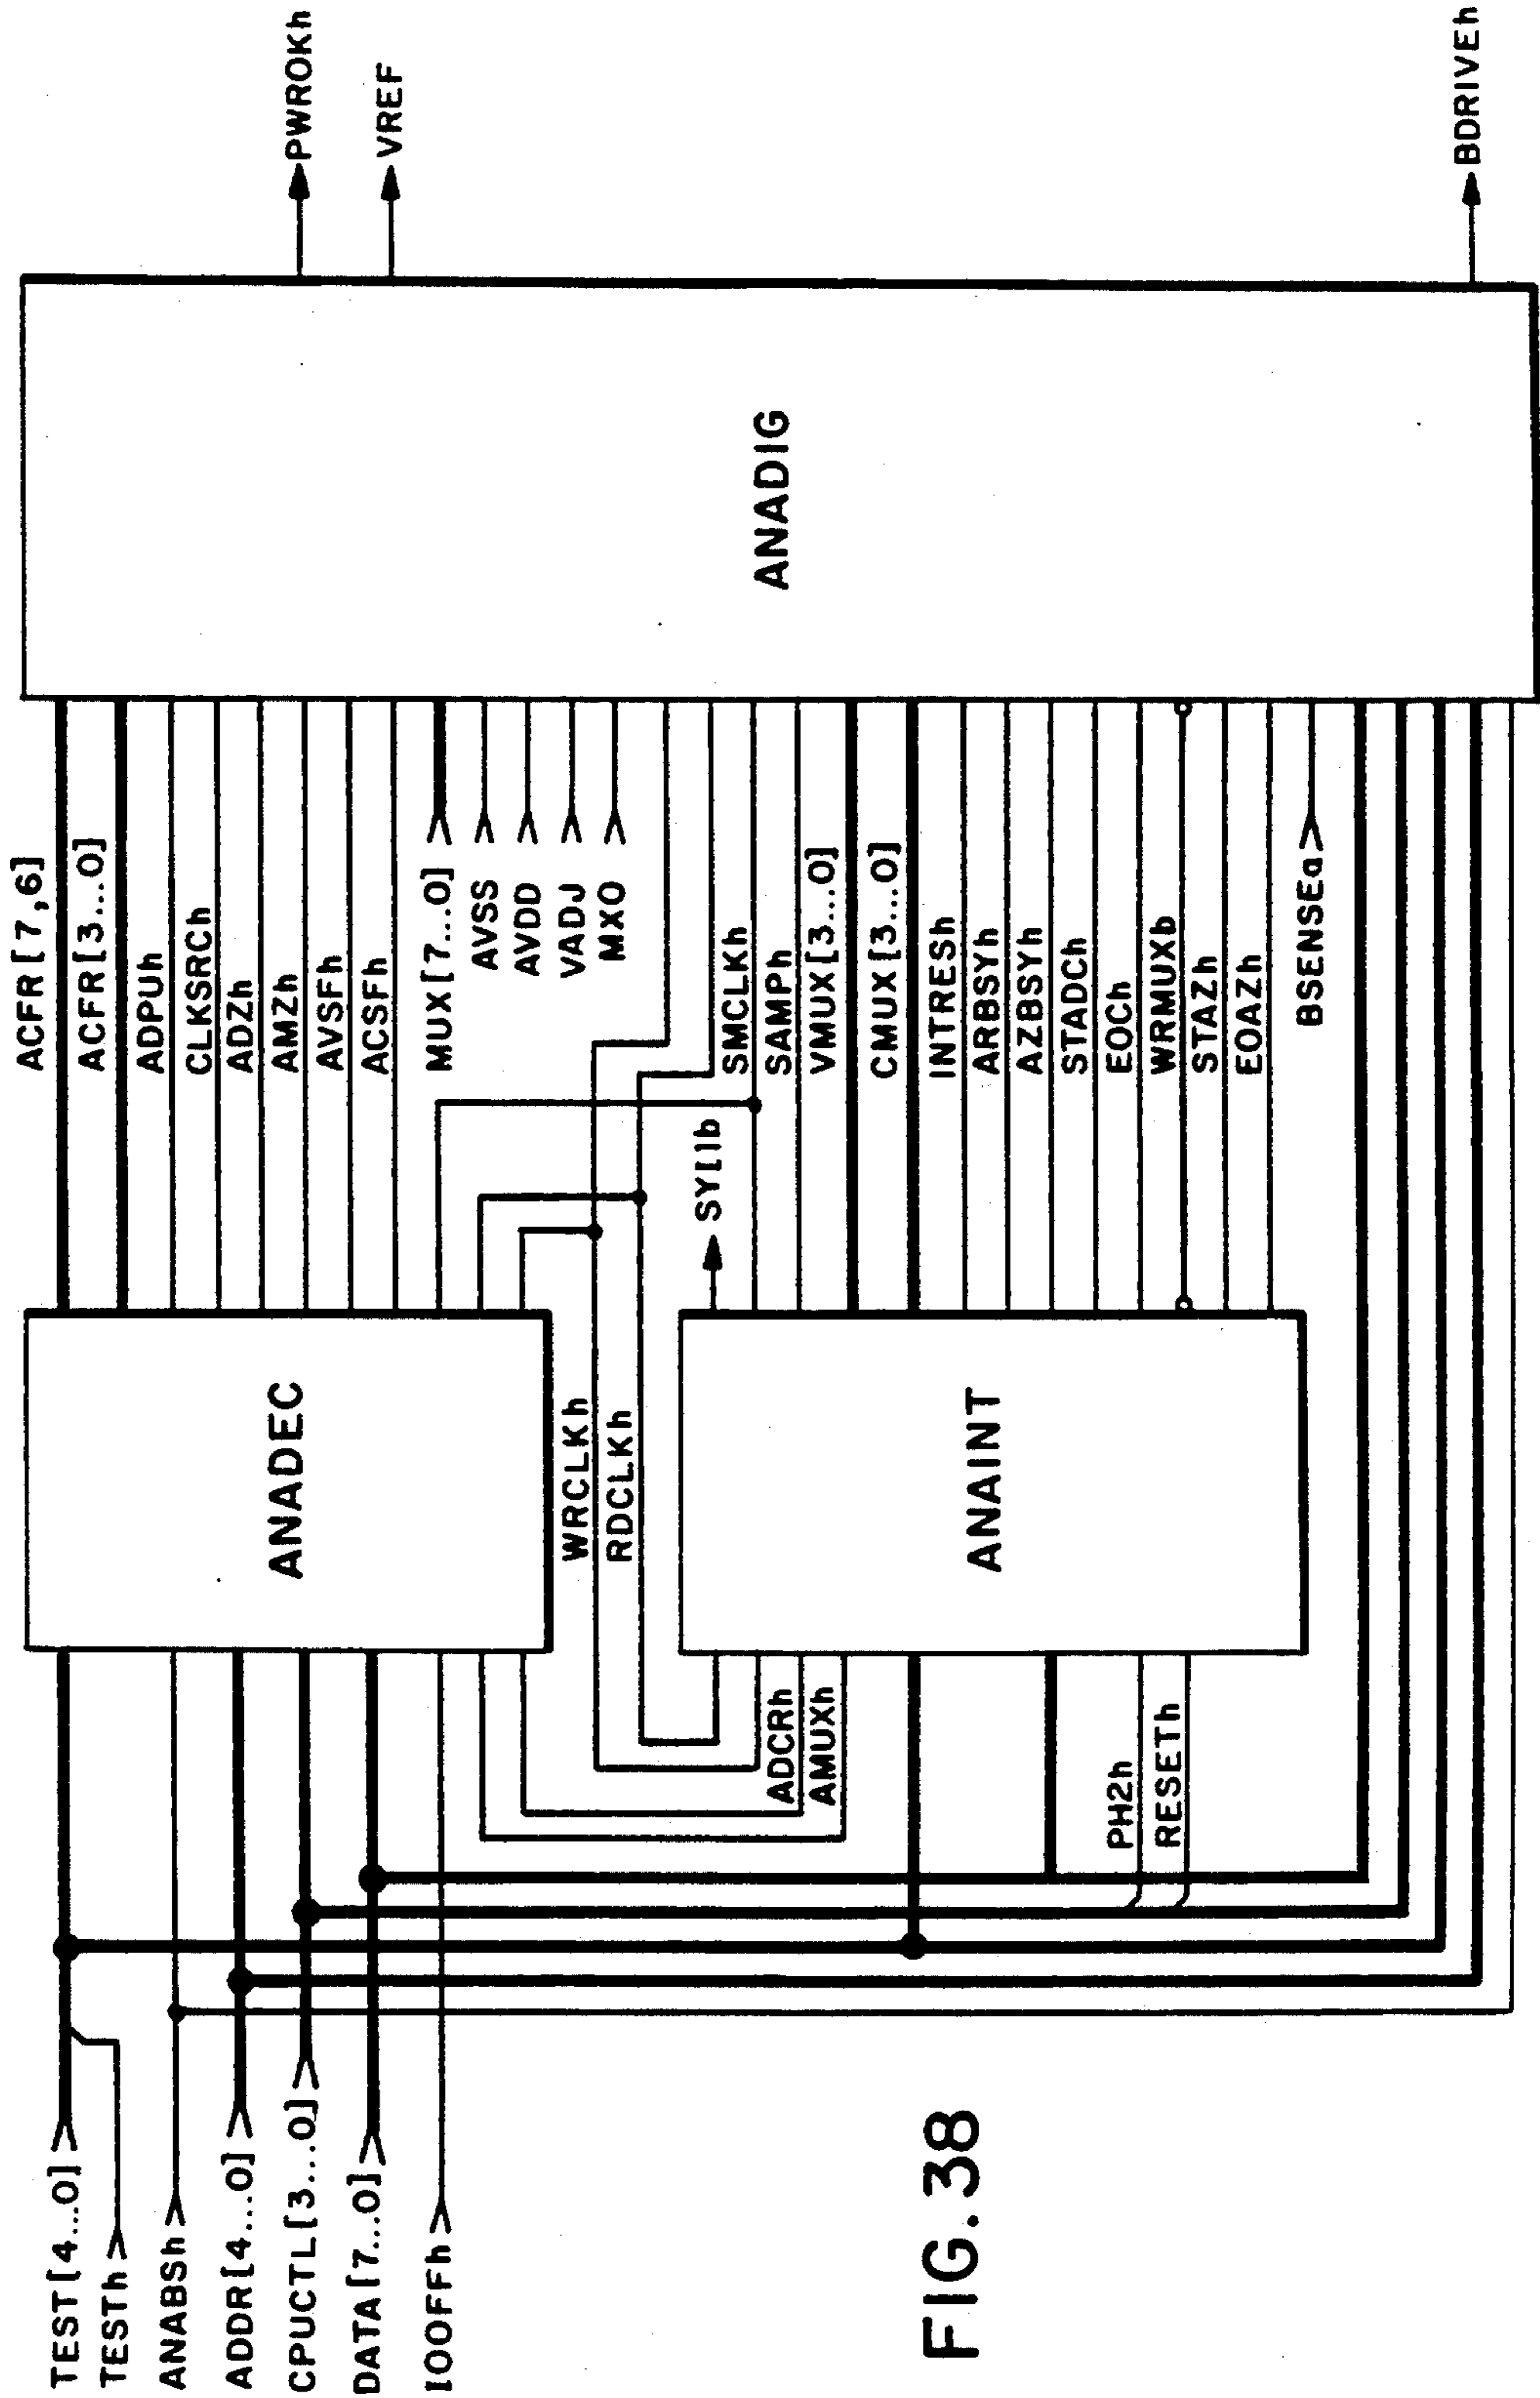 TEST[4...0]
TESTh
ANABSh
ADDR[4...0]
CPUCTL[3...0]
DATA[7...0]
IOOFFh
ANADEC
WRCLKh
RDCLKh
ADCRh
AMUXh
PH2h
RESETh
ANAINT
ACFR[7,6]
ACFR[3...0]
ADPUh
CLKSRCh
ADZh
AMZh
AVSFh
ACSFh
MUX[7...0]
AVSS
AVDD
VADJ
MXO
SY[1b
SMCLKh
SAMPh
VMUX[3...0]
CMUX[3...0]
INTRESh
ARBSYh
AZBSYh
STADCh
EOCh
WRMUXb
STAZh
EOAZh
BSENSEa
ANADIG
PWROKh
VREF
BDRIVEh
FIG. 38